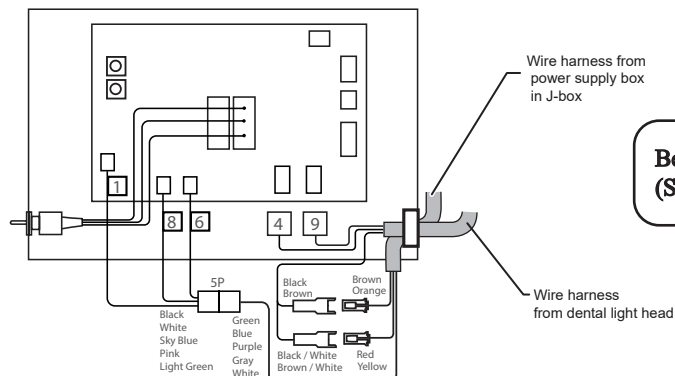 Wire harness from
power supply box
in J-box
1
8
6
4
9
5P
Black
Brown
Brown
Orange
Wire harness
from dental light head
Black
White
Sky Blue
Pink
Light Green
Green
Blue
Purple
Gray
White
Black / White
Brown / White
Red
Yellow